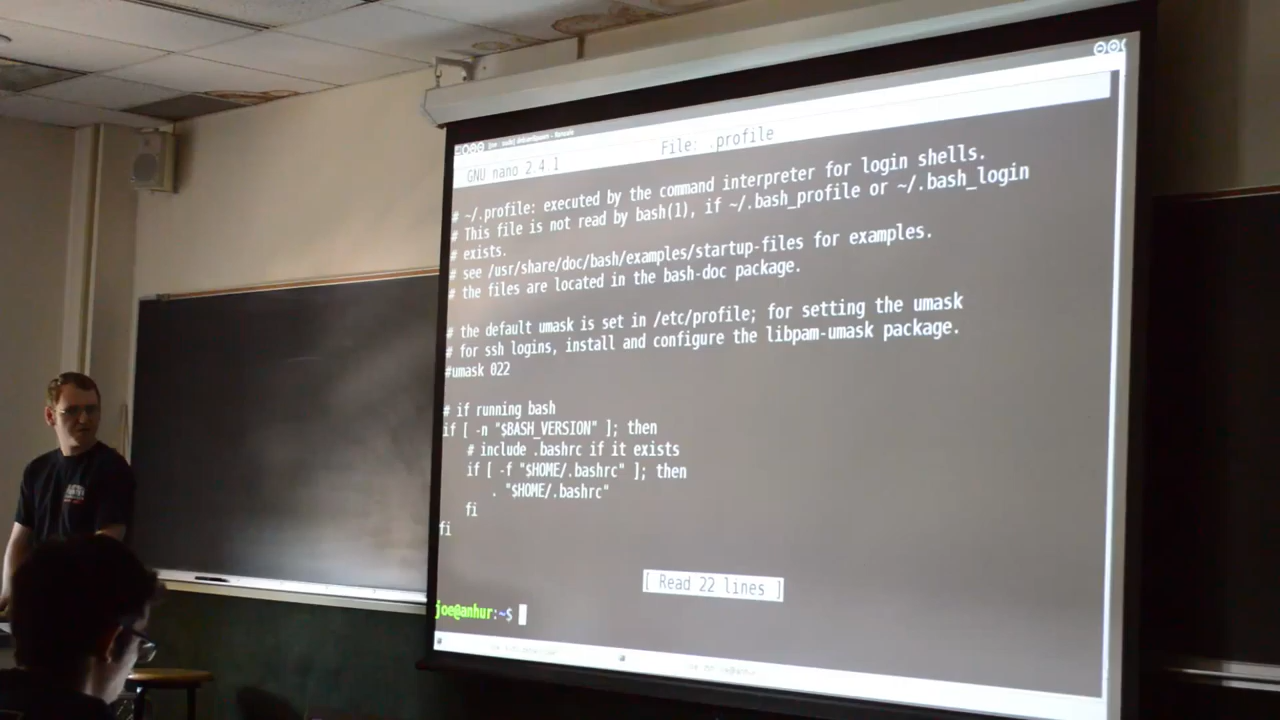 GNU nano 2.4.1 File: .profile
# ~/.profile: executed by the command interpreter for login shells.
# This file is not read by bash(1), if ~/.bash_profile or ~/.bash_login
# exists.
# see /usr/share/doc/bash/examples/startup-files for examples.
# the files are located in the bash-doc package.
# the default umask is set in /etc/profile; for setting the umask
# for ssh logins, install and configure the libpam-umask package.
#umask 022
# if running bash
if [ -n "$BASH_VERSION" ]; then
# include .bashrc if it exists
if [ -f "$HOME/.bashrc" ]; then
. "$HOME/.bashrc"
fi
fi
[ Read 22 lines ]
joe@anhur:~$